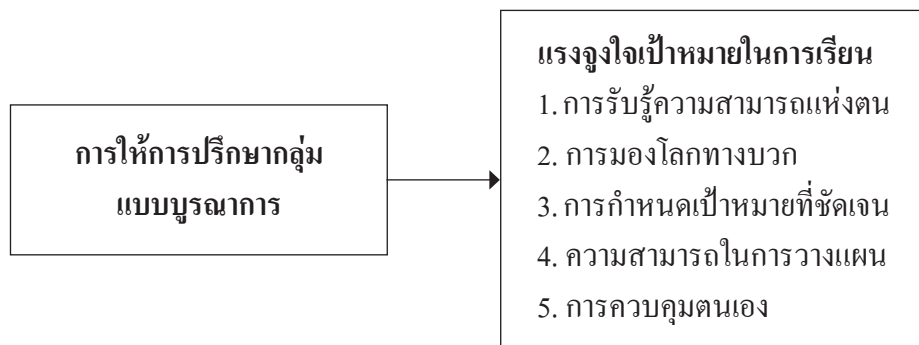 การให้การปรึกษากลุ่ม
แบบบูรณาการ
แรงจูงใจเป้าหมายในการเรียน
1. การรับรู้ความสามารถแห่งตน
2. การมองโลกทางบวก
3. การกำหนดเป้าหมายที่ชัดเจน
4. ความสามารถในการวางแผน
5. การควบคุมตนเอง